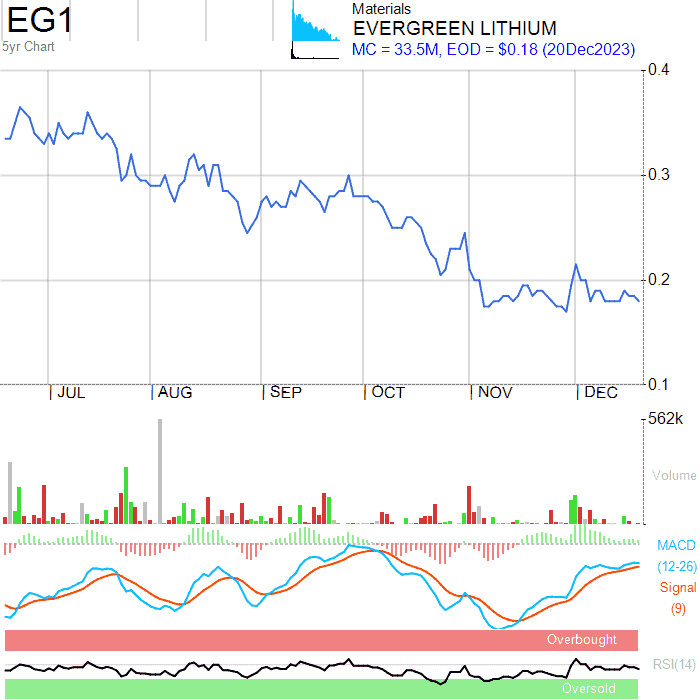 EG1
5yr Chart
Materials
EVERGREEN LITHIUM
MC = 33.5M, EOD = $0.18 (20Dec2023)
0.4
0.3
0.2
0.1
JUL
AUG
SEP
OCT
NOV
DEC
562k
Volume
MACD
(12-26)
Signal
(9)
Overbought
RSI(14)
Oversold